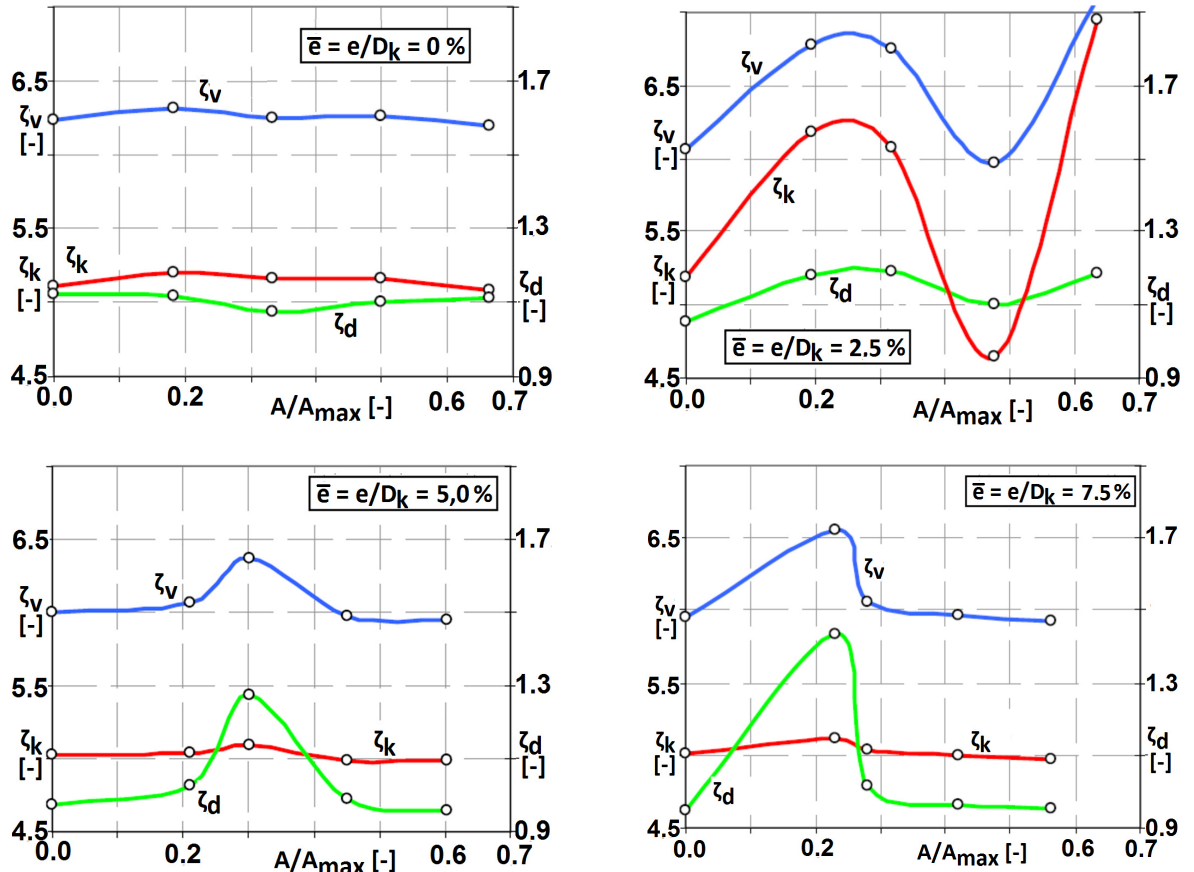 ē = e/Dk = 0 %
6.5
1.7
ζv
ζv
[-]
5.5
1.3
ζk
ζk
[-]
ζd
[-]
ζd
4.5
0.9
0.0
0.2
A/Amax [-]
0.6
0.7
ζv
6.5
1.7
ζv
[-]
ζk
5.5
1.3
ζk
[-]
ζd
ζd
[-]
ē = e/Dk = 2.5 %
4.5
0.9
0.0
0.2
A/Amax [-]
0.6
0.7
ē = e/Dk = 5,0 %
6.5
1.7
ζv
ζv
[-]
5.5
1.3
ζk
[-]
ζk
ζd
[-]
ζd
4.5
0.9
0.0
0.2
A/Amax [-]
0.6
0.7
ē = e/Dk = 7.5 %
6.5
1.7
ζv
ζv
[-]
5.5
1.3
ζk
[-]
ζk
ζd
[-]
ζd
4.5
0.9
0.0
0.2
A/Amax [-]
0.6
0.7